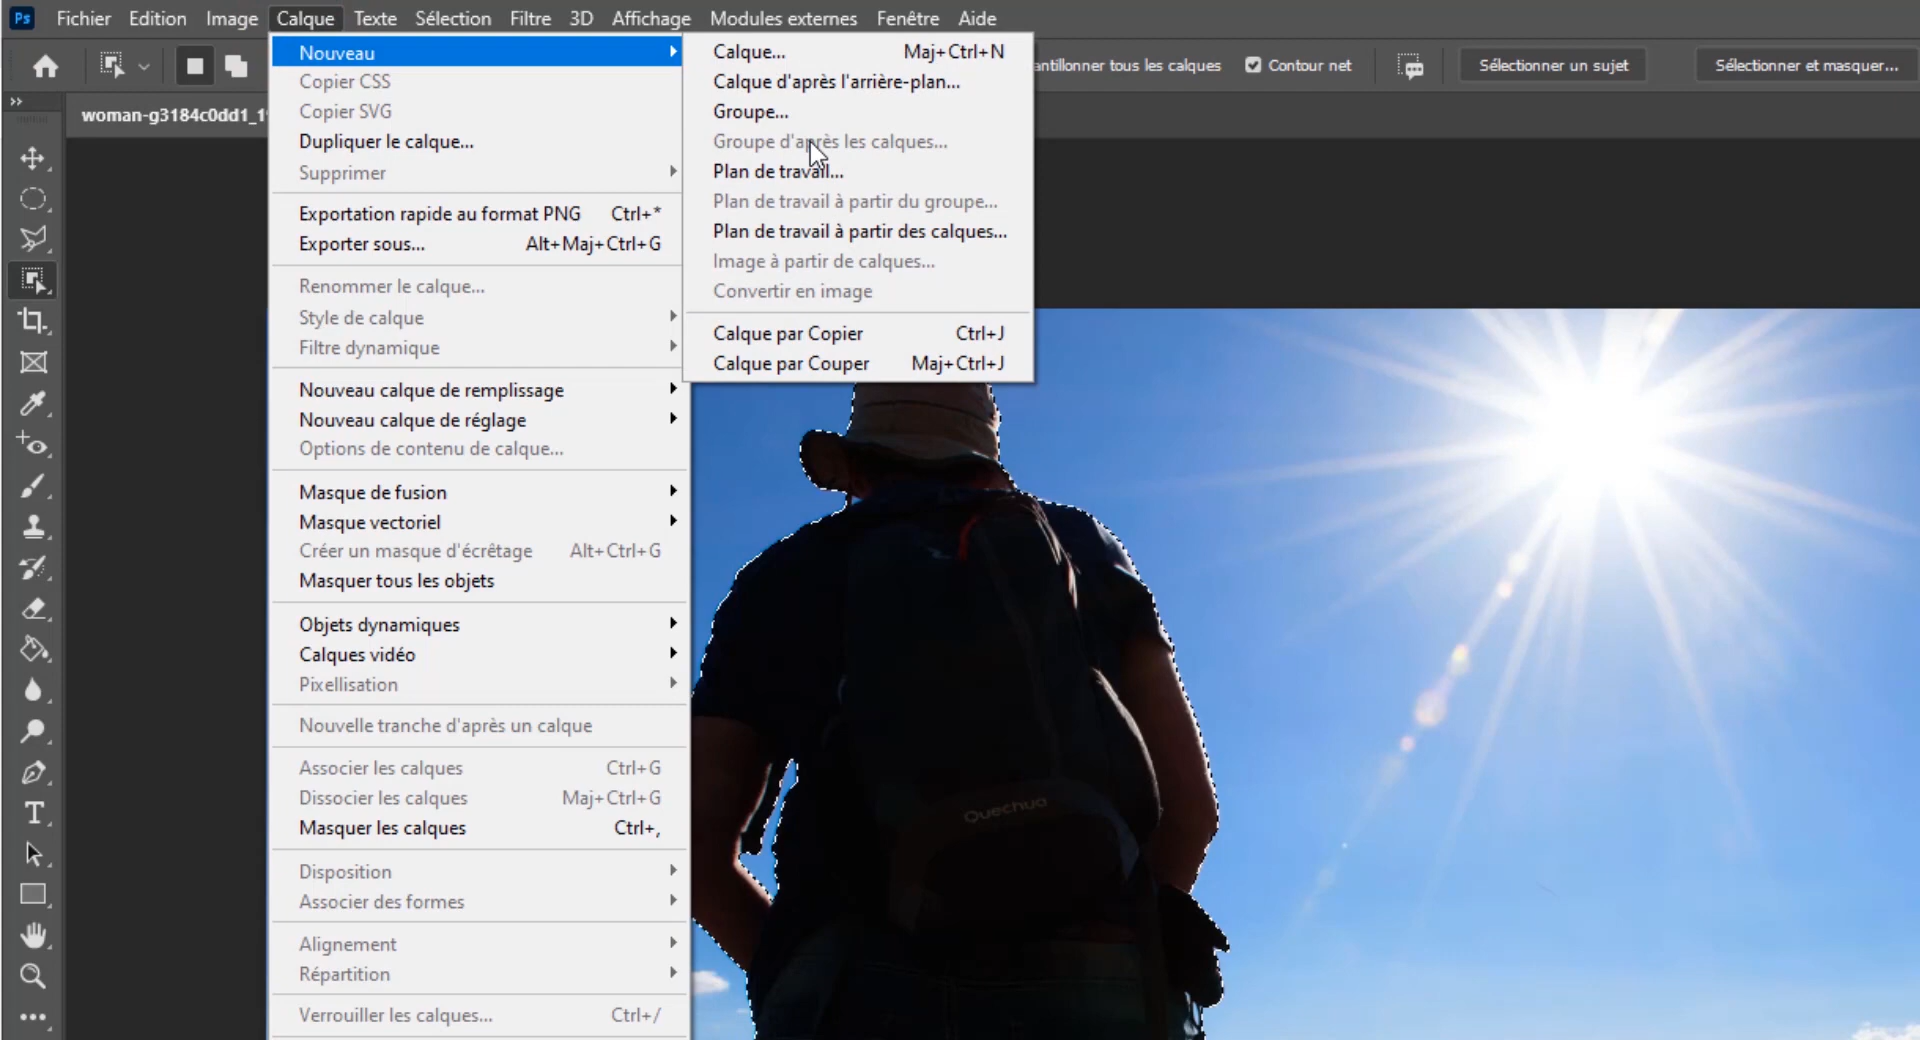 Ps Fichier Edition Image Calque Texte Sélection Filtre 3D Affichage Modules externes Fenêtre Aide
antillonner tous les calques Contour net Sélectionner un sujet Sélectionner et masquer...
woman-g3184c0dd1_1
Nouveau
Copier CSS
Copier SVG
Dupliquer le calque...
Supprimer
Exportation rapide au format PNG Ctrl+*
Exporter sous... Alt+Maj+Ctrl+G
Renommer le calque...
Style de calque
Filtre dynamique
Nouveau calque de remplissage
Nouveau calque de réglage
Options de contenu de calque...
Masque de fusion
Masque vectoriel
Créer un masque d'écrêtage Alt+Ctrl+G
Masquer tous les objets
Objets dynamiques
Calques vidéo
Pixellisation
Nouvelle tranche d'après un calque
Associer les calques Ctrl+G
Dissocier les calques Maj+Ctrl+G
Masquer les calques Ctrl+,
Disposition
Associer des formes
Alignement
Répartition
Verrouiller les calques... Ctrl+/
Calque... Maj+Ctrl+N
Calque d'après l'arrière-plan...
Groupe...
Groupe d'après les calques...
Plan de travail...
Plan de travail à partir du groupe...
Plan de travail à partir des calques...
Image à partir de calques...
Convertir en image
Calque par Copier Ctrl+J
Calque par Couper Maj+Ctrl+J
Quechua